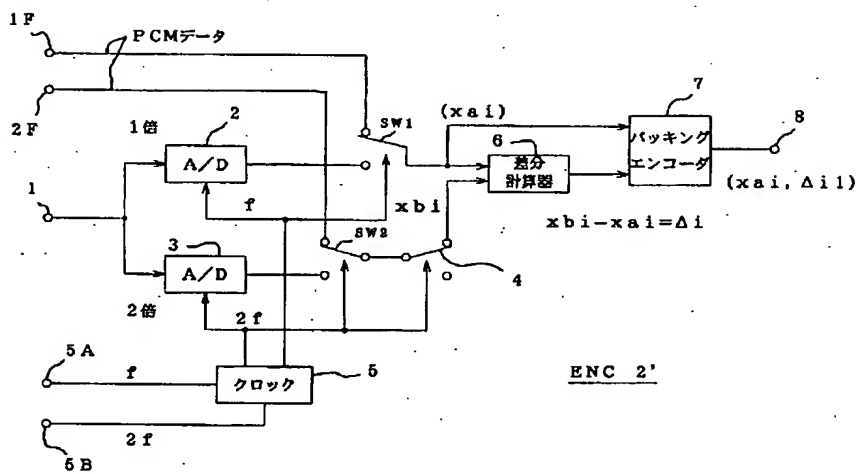 1F
PCMデータ
2F
1倍
2
A/D
SW1
(xai)
7
パッキング
エンコーダ
8
6
差分
計算器
(xai, Δi1)
1
f
xbi
xbi−xai=Δi
3
A/D
SW2
4
2倍
2f
5A
f
クロック
5
ENC 2'
2f
5B